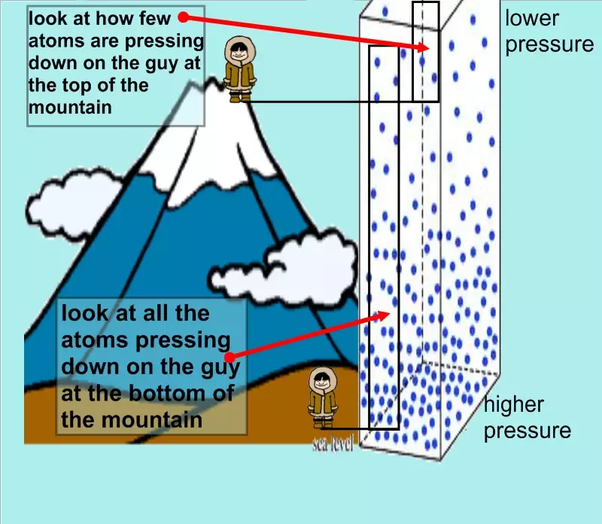 look at how few
atoms are pressing
down on the guy at
the top of the
mountain
lower
pressure
look at all the
atoms pressing
down on the guy
at the bottom of
the mountain
higher
pressure
sea level